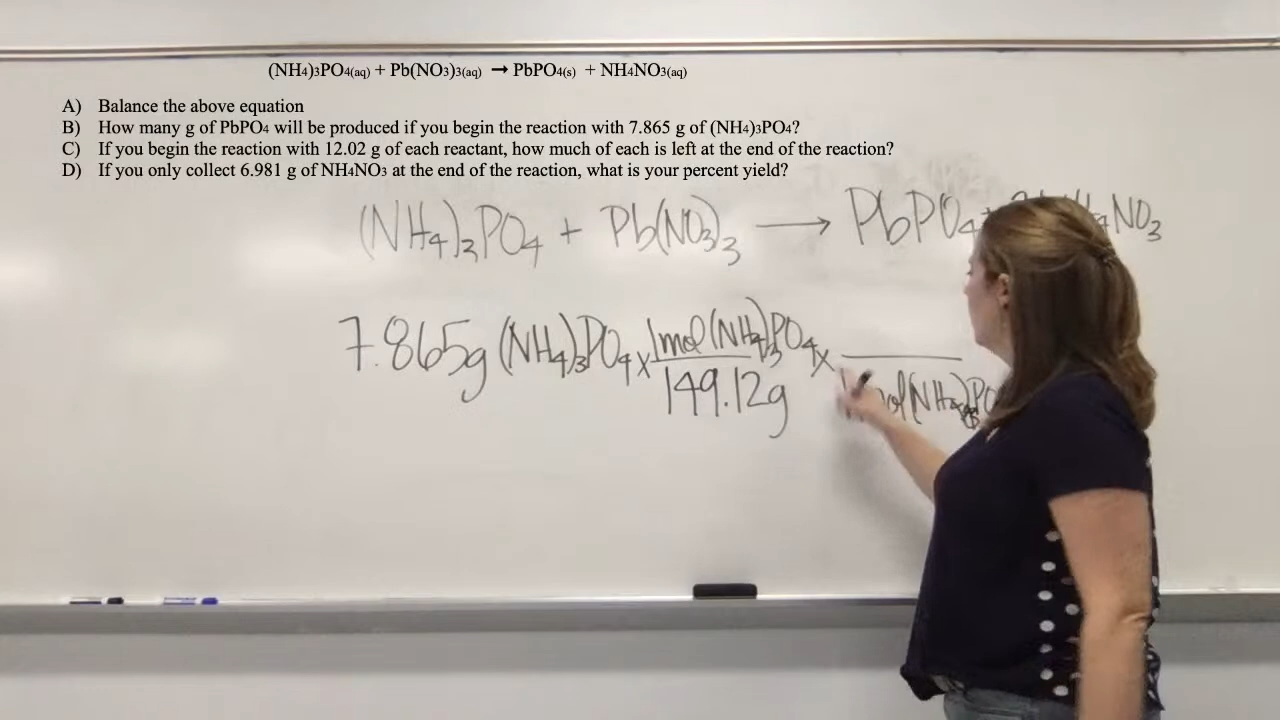 (NH4)3PO4(aq) + Pb(NO3)3(aq) → PbPO4(s) + NH4NO3(aq)
A) Balance the above equation
B) How many g of PbPO4 will be produced if you begin the reaction with 7.865 g of (NH4)3PO4?
C) If you begin the reaction with 12.02 g of each reactant, how much of each is left at the end of the reaction?
D) If you only collect 6.981 g of NH4NO3 at the end of the reaction, what is your percent yield?
(NH4)3PO4 + Pb(NO3)3 → PbPO4 + NO3
7.865g (NH4)3PO4 x 1mol (NH4)3PO4 x
149.12g mol(NH4)3PO